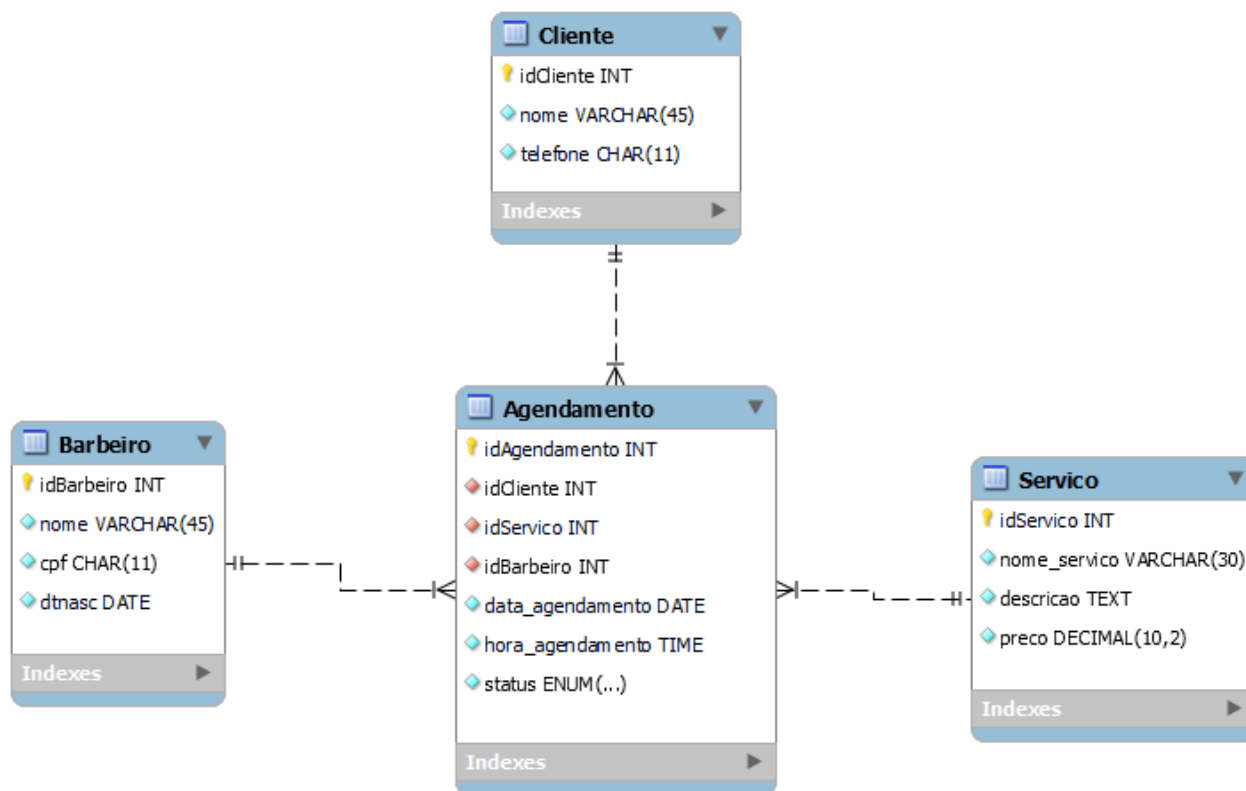 Cliente
idCliente INT
nome VARCHAR(45)
telefone CHAR(11)
Indexes
Agendamento
idAgendamento INT
idCliente INT
idServico INT
idBarbeiro INT
data_agendamento DATE
hora_agendamento TIME
status ENUM(...)
Indexes
Barbeiro
idBarbeiro INT
nome VARCHAR(45)
cpf CHAR(11)
dtnasc DATE
Indexes
Servico
idServico INT
nome_servico VARCHAR(30)
descricao TEXT
preco DECIMAL(10,2)
Indexes